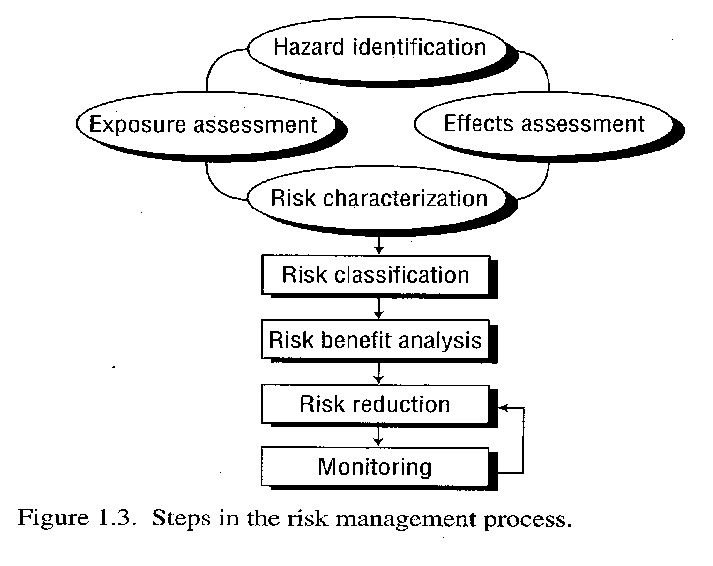 Hazard identification
Exposure assessment
Effects assessment
Risk characterization
Risk classification
Risk benefit analysis
Risk reduction
Monitoring
Figure 1.3. Steps in the risk management process.